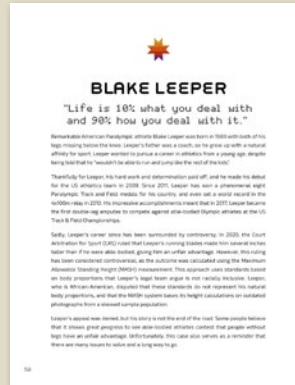 BLAKE LEEPER
"Life is 10% what you deal with
and 90% how you deal with it."
Remarkable American Paralympic athlete Blake Leeper was born in 1989 with both of his
legs missing below the knee. Leeper's father was a coach, so he grew up with a natural
affinity for sport. Leeper wanted to pursue a career in athletics from a young age, despite
being told that he "wouldn't be able to run and jump like the rest of the kids".
Thankfully for Leeper, his hard work and determination paid off, and he made his debut
for the US athletics team in 2009. Since 2011, Leeper has won a phenomenal eight
Paralympic Track and Field medals for his country, and even set a world record in the
4x100m relay in 2010. His impressive accomplishments meant that in 2017, Leeper became
the first double-leg amputee to compete against able-bodied Olympic athletes at the US
Track & Field Championships.
Sadly, Leeper's career since has been surrounded by controversy. In 2020, the Court
Arbitration for Sport (CAS) ruled that Leeper's running blades made him several inches
taller than if he were able-bodied, giving him an unfair advantage. However, this ruling
has been considered controversial, as the outcome was calculated using the Maximum
Allowable Standing Height (MASH) measurement. This approach uses standards based
on body proportions that Leeper's legal team argue is not racially inclusive. Leeper,
who is African-American, disputed that these standards do not represent his natural
body proportions, and that the MASH system bases its height calculations on outdated
photographs from a skewed sample population.
Leeper's appeal was denied, but his story is not the end of the road. Some people believe
that it shows great progress to see able-bodied athletes contest that people without
legs have an unfair advantage. Unfortunately, this case also serves as a reminder that
there are many issues to solve and a long way to go.